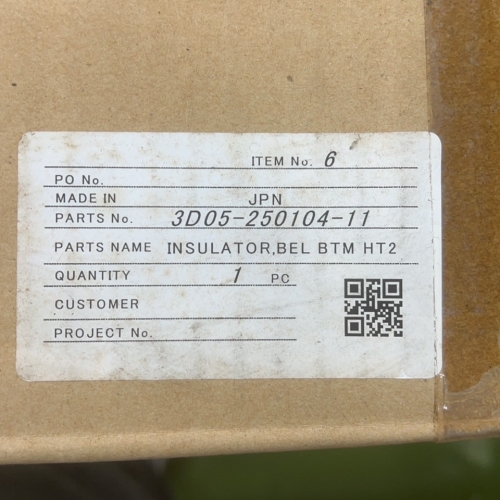 ITEM No. 6
PO No.
MADE IN JPN
PARTS No. 3D05-250104-11
PARTS NAME INSULATOR,BEL BTM HT2
QUANTITY 1 PC
CUSTOMER
PROJECT No.